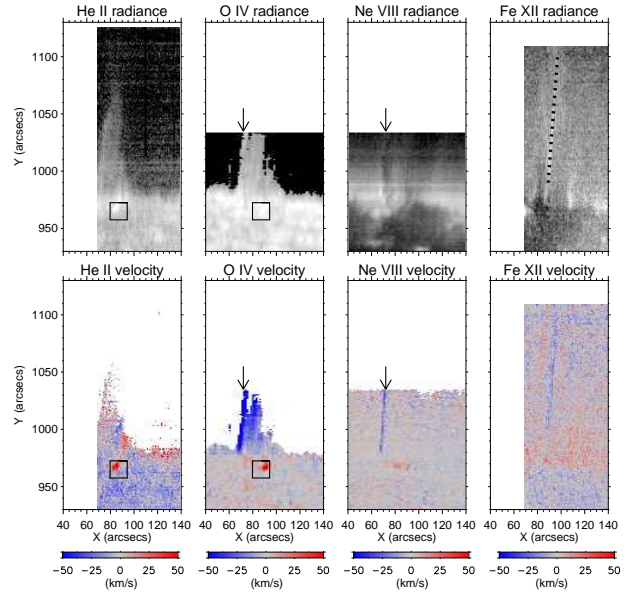 He II radiance O IV radiance Ne VIII radiance Fe XII radiance
1100
1050
1000
950
Y (arcsecs)
He II velocity O IV velocity Ne VIII velocity Fe XII velocity
1100
1050
1000
950
Y (arcsecs)
40 60 80 100 120 140 40 60 80 100 120 140 40 60 80 100 120 140 40 60 80 100 120 140
X (arcsecs) X (arcsecs) X (arcsecs) X (arcsecs)
−50 −25 0 25 50 −50 −25 0 25 50 −50 −25 0 25 50 −50 −25 0 25 50
(km/s) (km/s) (km/s) (km/s)